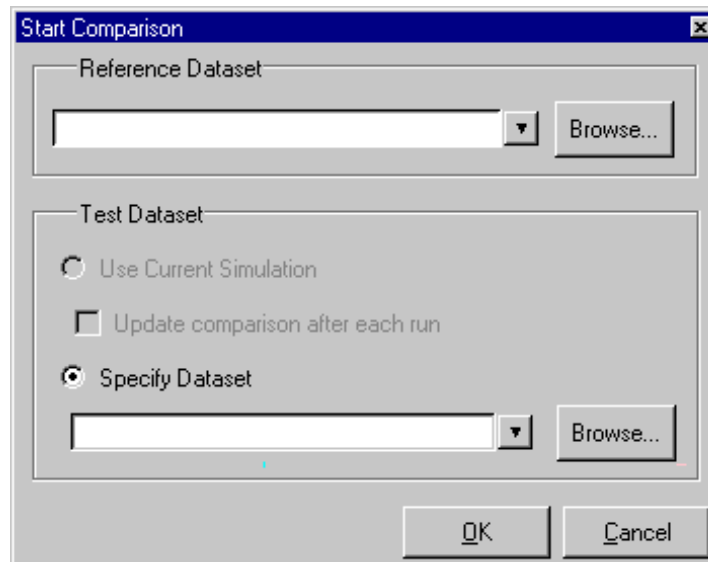 Start Comparison
Reference Dataset
Browse...
Test Dataset
Use Current Simulation
Update comparison after each run
Specify Dataset
Browse...
OK Cancel